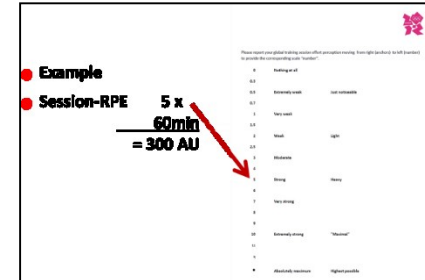 Example
Session-RPE 5 x
60min
= 300 AU
Please report your global training session effort perception moving from right (anchors) to left (numbers)
to provide the corresponding scale "number".
0 Nothing at all
0.3
0.5 Extremely weak Just noticeable
0.7
1 Very weak
1.5
2 Weak Light
2.5
3 Moderate
4
5 Strong Heavy
6
7 Very strong
8
9
10 Extremely strong "Maximal"
11
Absolutely maximum Highest possible